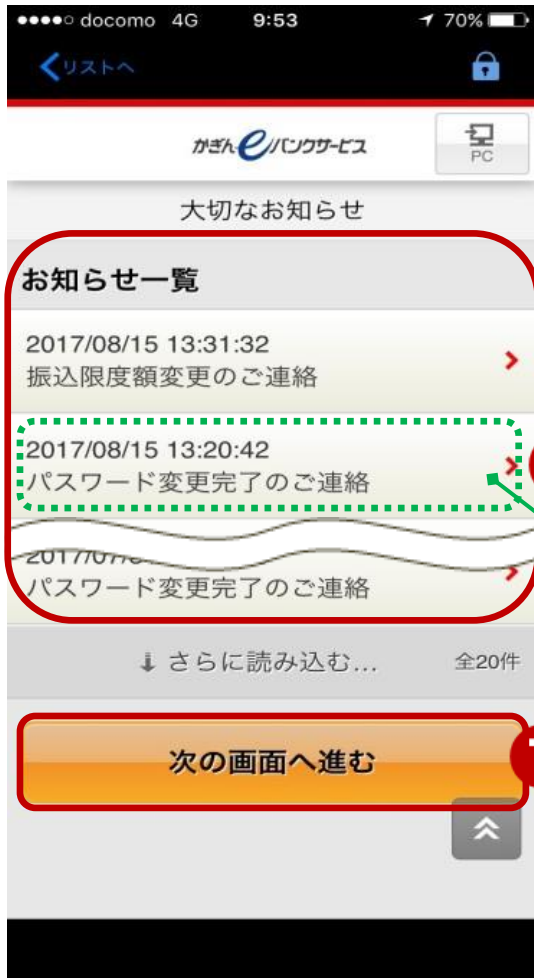 docomo 4G 9:53 70%
リストへ
かぎんeバンクサービス
PC
大切なお知らせ
お知らせ一覧
2017/08/15 13:31:32
振込限度額変更のご連絡
2017/08/15 13:20:42
パスワード変更完了のご連絡
パスワード変更完了のご連絡
さらに読み込む... 全20件
次の画面へ進む